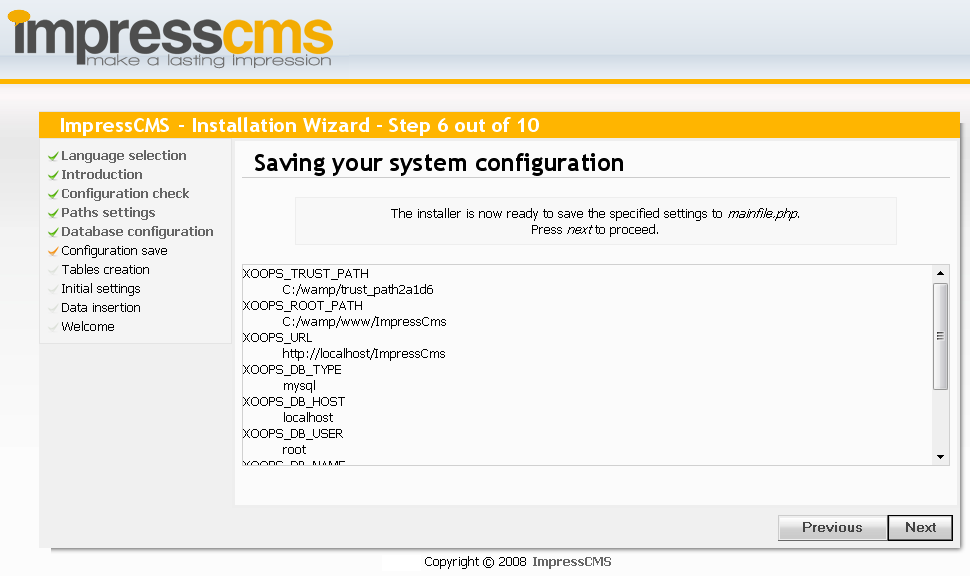 impresscms
make a lasting impression
ImpressCMS - Installation Wizard - Step 6 out of 10
Language selection
Introduction
Configuration check
Paths settings
Database configuration
Configuration save
Tables creation
Initial settings
Data insertion
Welcome
Saving your system configuration
The installer is now ready to save the specified settings to mainfile.php.
Press next to proceed.
XOOPS_TRUST_PATH
C:/wamp/trust_path2a1d6
XOOPS_ROOT_PATH
C:/wamp/www/ImpressCms
XOOPS_URL
http://localhost/ImpressCms
XOOPS_DB_TYPE
mysql
XOOPS_DB_HOST
localhost
XOOPS_DB_USER
root
XOOPS_DB_NAME
Previous
Next
Copyright © 2008 ImpressCMS